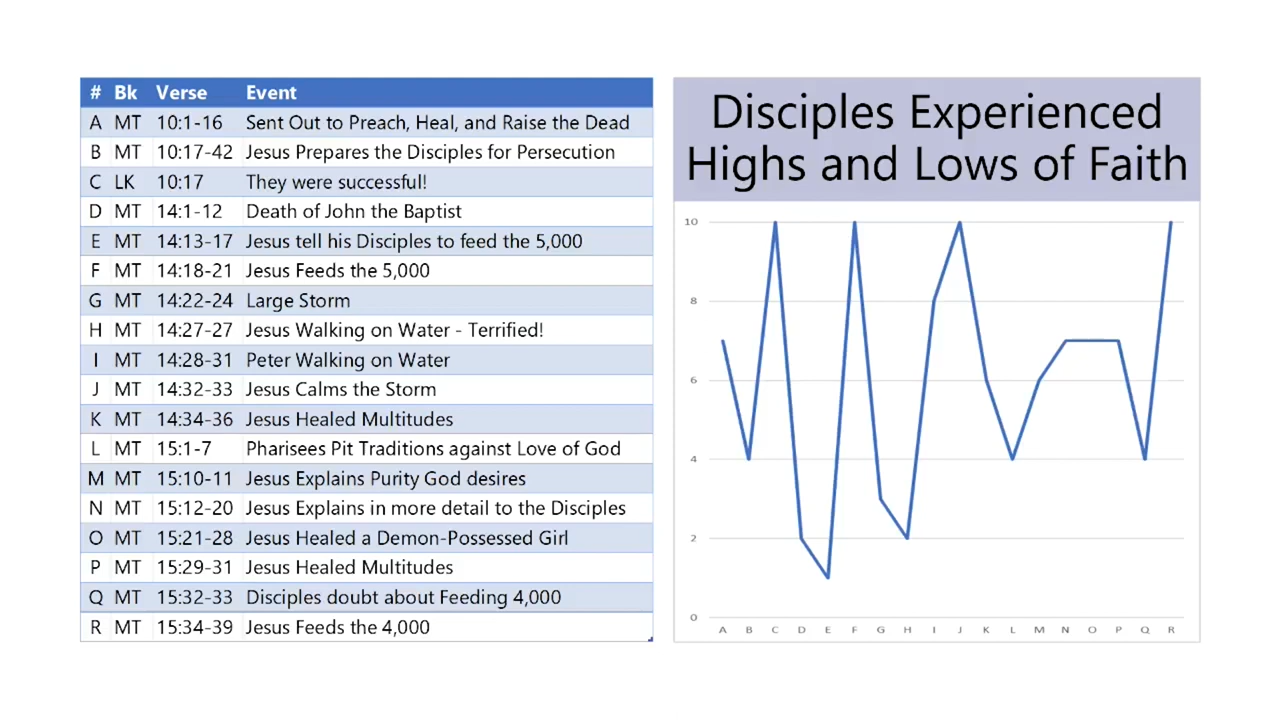 # Bk Verse Event
A MT 10:1-16 Sent Out to Preach, Heal, and Raise the Dead
B MT 10:17-42 Jesus Prepares the Disciples for Persecution
C LK 10:17 They were successful!
D MT 14:1-12 Death of John the Baptist
E MT 14:13-17 Jesus tell his Disciples to feed the 5,000
F MT 14:18-21 Jesus Feeds the 5,000
G MT 14:22-24 Large Storm
H MT 14:27-27 Jesus Walking on Water - Terrified!
I MT 14:28-31 Peter Walking on Water
J MT 14:32-33 Jesus Calms the Storm
K MT 14:34-36 Jesus Healed Multitudes
L MT 15:1-7 Pharisees Pit Traditions against Love of God
M MT 15:10-11 Jesus Explains Purity God desires
N MT 15:12-20 Jesus Explains in more detail to the Disciples
O MT 15:21-28 Jesus Healed a Demon-Possessed Girl
P MT 15:29-31 Jesus Healed Multitudes
Q MT 15:32-33 Disciples doubt about Feeding 4,000
R MT 15:34-39 Jesus Feeds the 4,000
Disciples Experienced
Highs and Lows of Faith
10
8
6
4
2
0
A B C D E F G H I J K L M N O P Q R